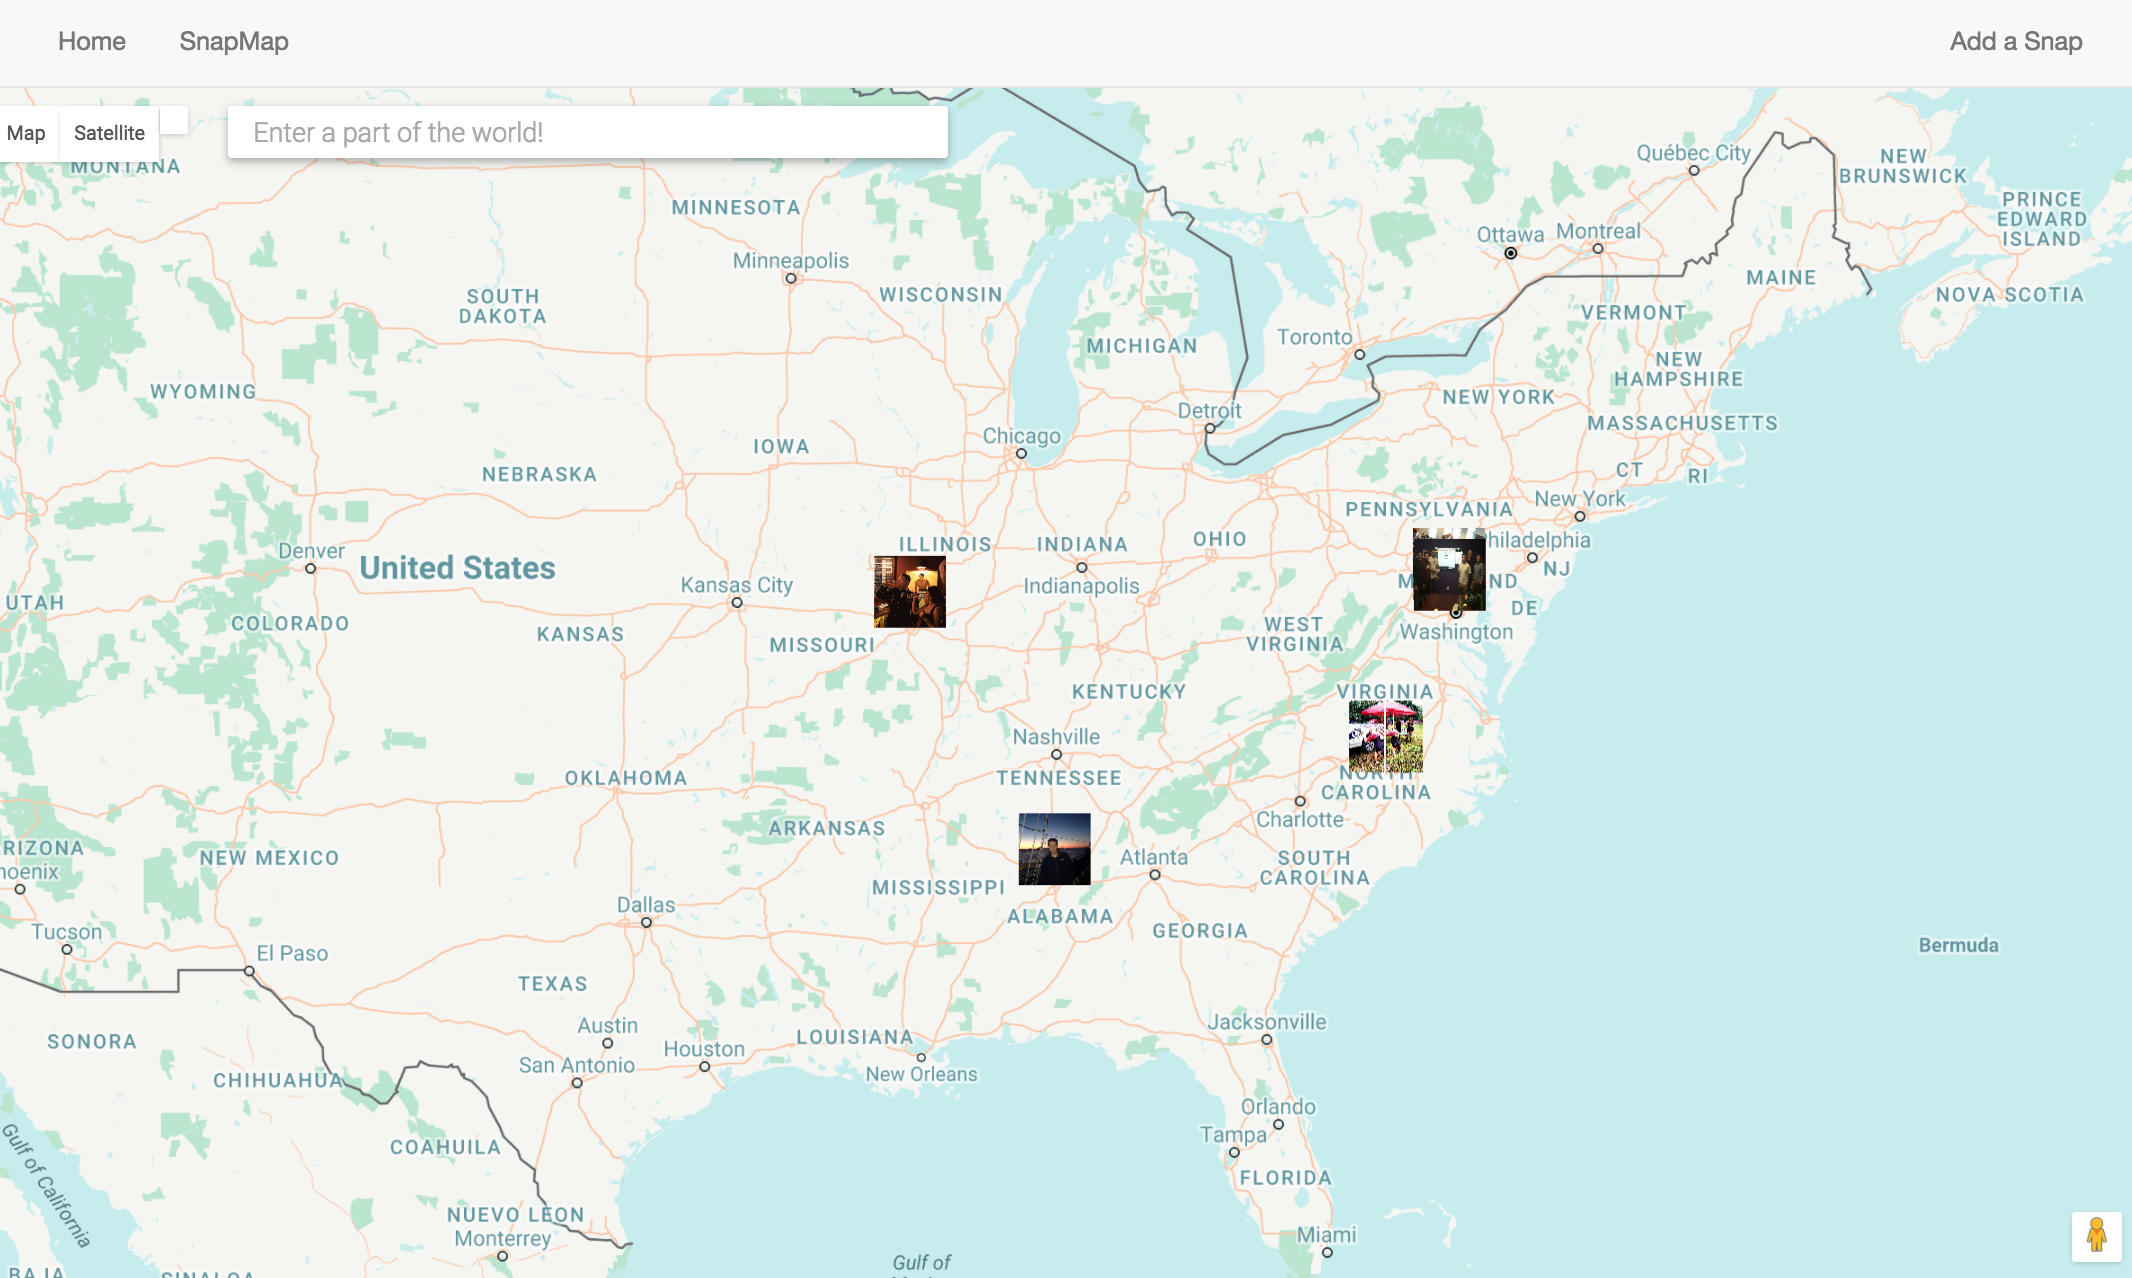 Home
SnapMap
Add a Snap
Map
Satellite
Enter a part of the world!
MONTANA
Québec City
NEW
BRUNSWICK
PRINCE
EDWARD
ISLAND
MINNESOTA
Ottawa
Montreal
Minneapolis
MAINE
WISCONSIN
NOVA SCOTIA
SOUTH
DAKOTA
VERMONT
Toronto
MICHIGAN
NEW
HAMPSHIRE
WYOMING
NEW YORK
Detroit
MASSACHUSETTS
Chicago
IOWA
NEBRASKA
CT
RI
New York
PENNSYLVANIA
ILLINOIS
INDIANA
OHIO
hiladelphia
Denver
United States
NJ
Kansas City
Indianapolis
M
ND
UTAH
DE
COLORADO
KANSAS
MISSOURI
WEST
VIRGINIA
Washington
KENTUCKY
VIRGINIA
Nashville
TENNESSEE
OKLAHOMA
NORTH
CAROLINA
Charlotte
ARKANSAS
RIZONA
hoenix
NEW MEXICO
Atlanta
SOUTH
CAROLINA
MISSISSIPPI
Dallas
ALABAMA
GEORGIA
Tucson
El Paso
Bermuda
TEXAS
Austin
Jacksonville
SONORA
LOUISIANA
Houston
San Antonio
New Orleans
CHIHUAHUA
Orlando
Tampa
COAHUILA
FLORIDA
Gulf of California
NUEVO LEON
Monterrey
Miami
Gulf of
BAJA
SINALOA